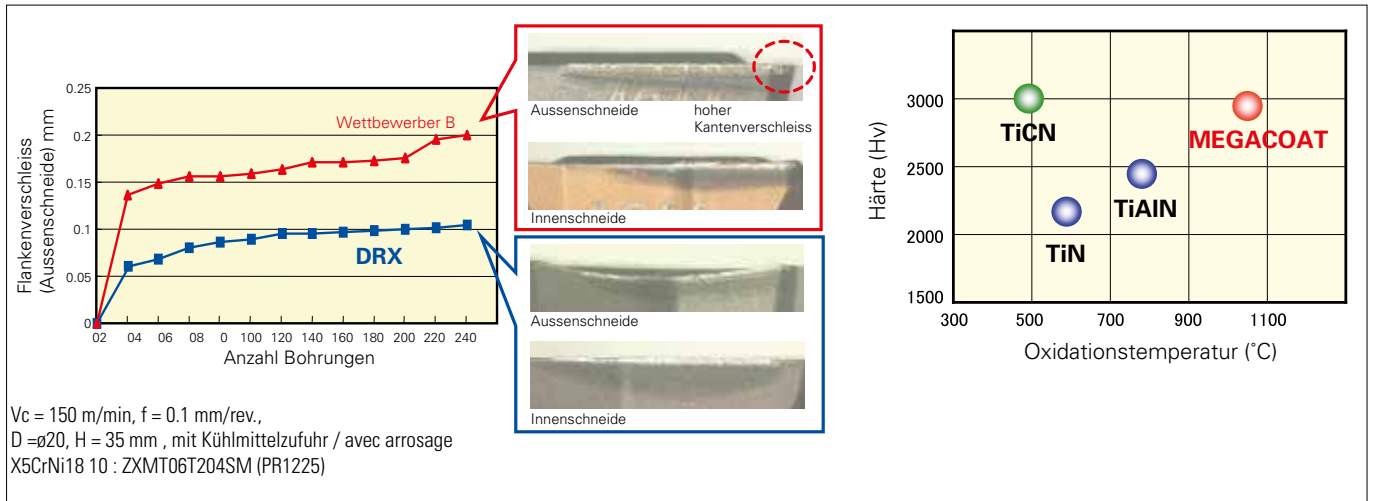 0.25
0.2
0.15
0.1
0.05
0
Flankenverschleiss
(Aussenschneide) mm
Wettbewerber B
DRX
02 04 06 08 0 100 120 140 160 180 200 220 240
Anzahl Bohrungen
Aussenschneide
hoher
Kantenverschleiss
Innenschneide
Aussenschneide
Innenschneide
Vc = 150 m/min, f = 0.1 mm/rev.,
D =ø20, H = 35 mm , mit Kühlmittelzufuhr / avec arrosage
X5CrNi18 10 : ZXMT06T204SM (PR1225)
3000
2500
2000
1500
Härte (Hv)
TiCN
MEGACOAT
TiAlN
TiN
300 500 700 900 1100
Oxidationstemperatur (˚C)